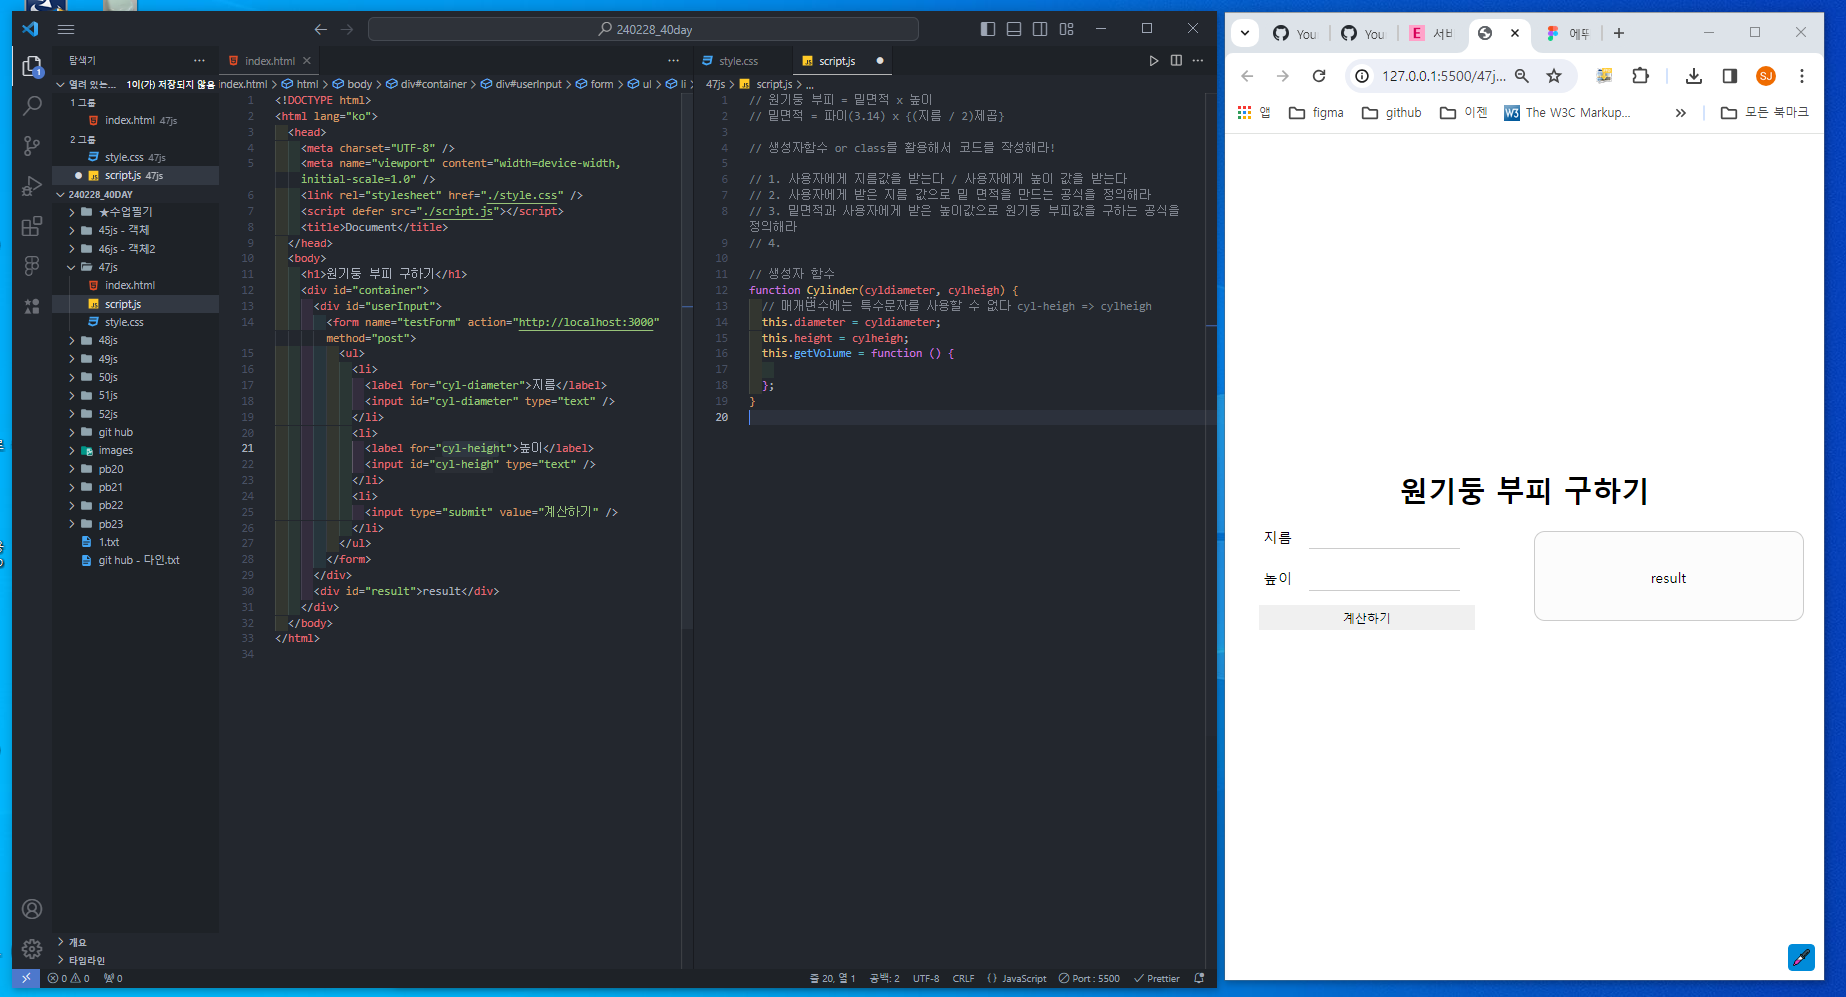 240228_40day
탐색기
열려 있는... 1이(가) 저장되지 않음
1 그룹
index.html 47js
2 그룹
style.css 47js
script.js 47js
240228_40DAY
★수업필기
45js - 객체
46js - 객체2
47js
index.html
script.js
style.css
48js
49js
50js
51js
52js
git hub
images
pb20
pb21
pb22
pb23
1.txt
git hub - 다인.txt
개요
타임라인
index.html
index.html > html > body > div#container > div#userInput > form > ul > li
1 <!DOCTYPE html>
2 <html lang="ko">
3 <head>
4 <meta charset="UTF-8" />
5 <meta name="viewport" content="width=device-width,
initial-scale=1.0" />
6 <link rel="stylesheet" href="./style.css" />
7 <script defer src="./script.js"></script>
8 <title>Document</title>
9 </head>
10 <body>
11 <h1>원기둥 부피 구하기</h1>
12 <div id="container">
13 <div id="userInput">
14 <form name="testForm" action="http://localhost:3000"
method="post">
15 <ul>
16 <li>
17 <label for="cyl-diameter">지름</label>
18 <input id="cyl-diameter" type="text" />
19 </li>
20 <li>
21 <label for="cyl-height">높이</label>
22 <input id="cyl-heigh" type="text" />
23 </li>
24 <li>
25 <input type="submit" value="계산하기" />
26 </li>
27 </ul>
28 </form>
29 </div>
30 <div id="result">result</div>
31 </div>
32 </body>
33 </html>
34
style.css
script.js
47js > script.js > ...
1 // 원기둥 부피 = 밑면적 x 높이
2 // 밑면적 = 파이(3.14) x {(지름 / 2)제곱}
3
4 // 생성자함수 or class를 활용해서 코드를 작성해라!
5
6 // 1. 사용자에게 지름값을 받는다 / 사용자에게 높이 값을 받는다
7 // 2. 사용자에게 받은 지름 값으로 밑 면적을 만드는 공식을 정의해라
8 // 3. 밑면적과 사용자에게 받은 높이값으로 원기둥 부피값을 구하는 공식을
정의해라
9 // 4.
10
11 // 생성자 함수
12 function Cylinder(cyldiameter, cylheigh) {
13 // 매개변수에는 특수문자를 사용할 수 없다 cyl-heigh => cylheigh
14 this.diameter = cyldiameter;
15 this.height = cylheigh;
16 this.getVolume = function () {
17
18 };
19 }
20
0 0 0
줄 20, 열 1 공백: 2 UTF-8 CRLF {} JavaScript Port : 5500 Prettier
You
You
E 서비
에뚜
127.0.0.1:5500/47j...
SJ
앱 figma github 이젠 W3 The W3C Markup... » 모든 북마크
원기둥 부피 구하기
지름
높이
계산하기
result